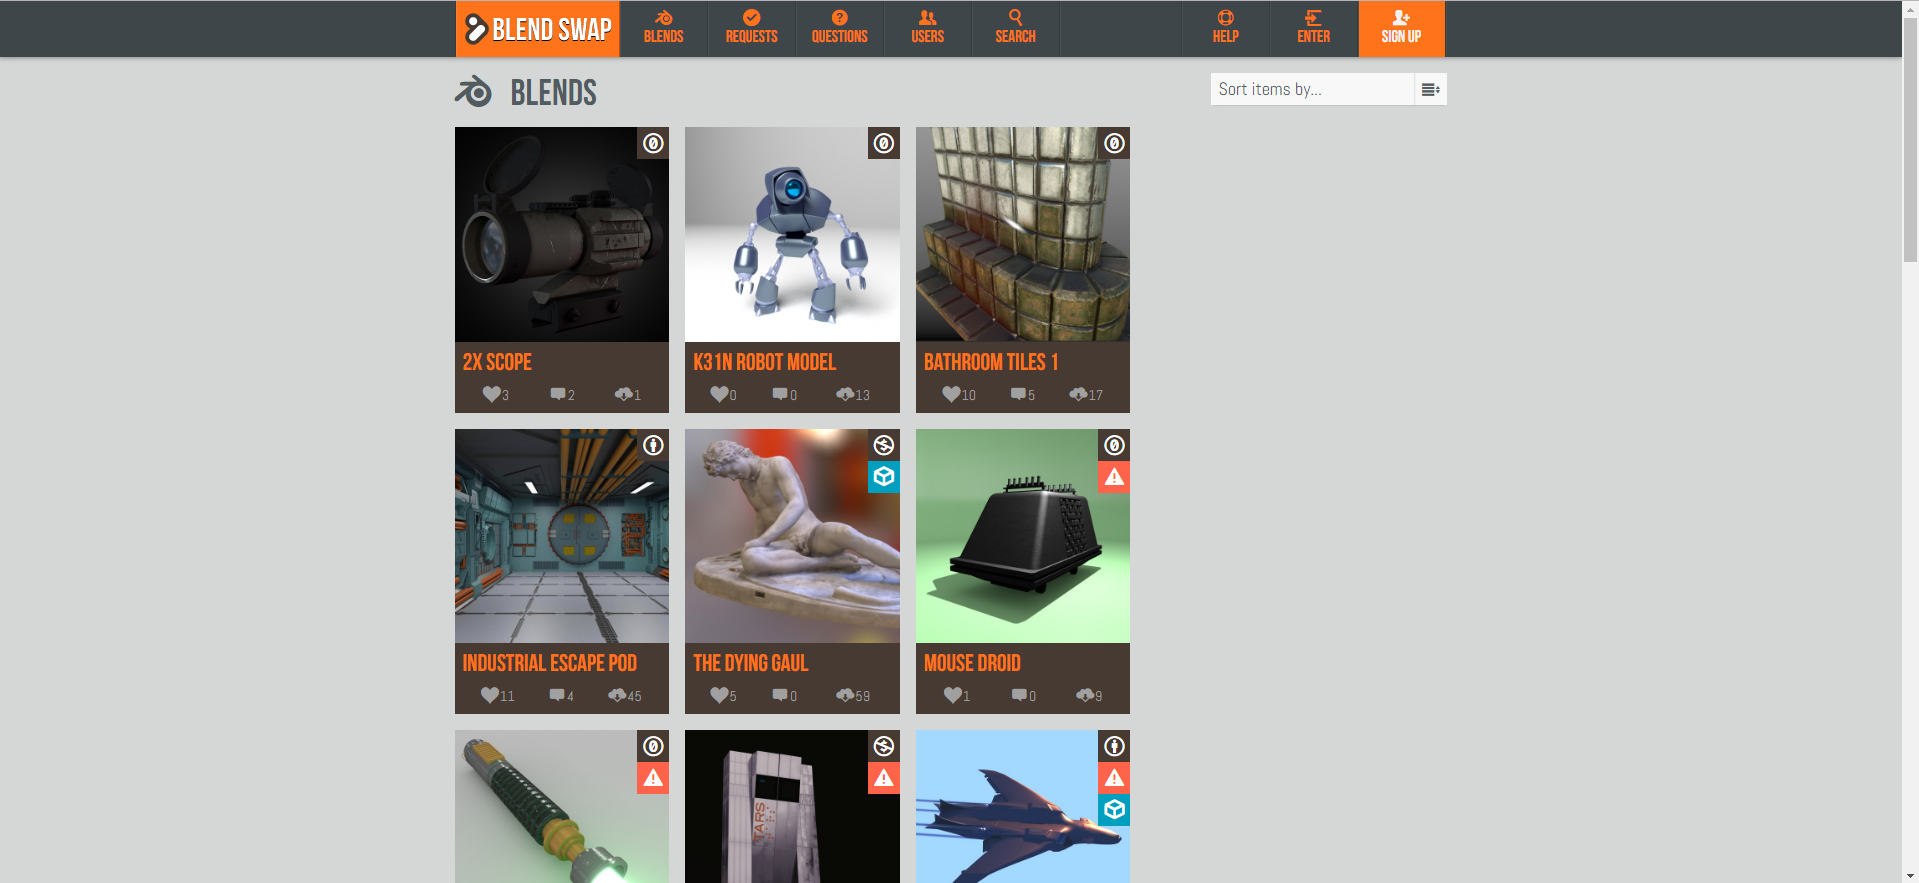 BLEND SWAP
BLENDS
REQUESTS
QUESTIONS
USERS
SEARCH
HELP
ENTER
SIGN UP
BLENDS
Sort items by...
2X SCOPE
3 2 1
K31N ROBOT MODEL
0 0 13
BATHROOM TILES 1
10 5 17
INDUSTRIAL ESCAPE POD
11 4 45
THE DYING GAUL
5 0 59
MOUSE DROID
1 0 9
TARS